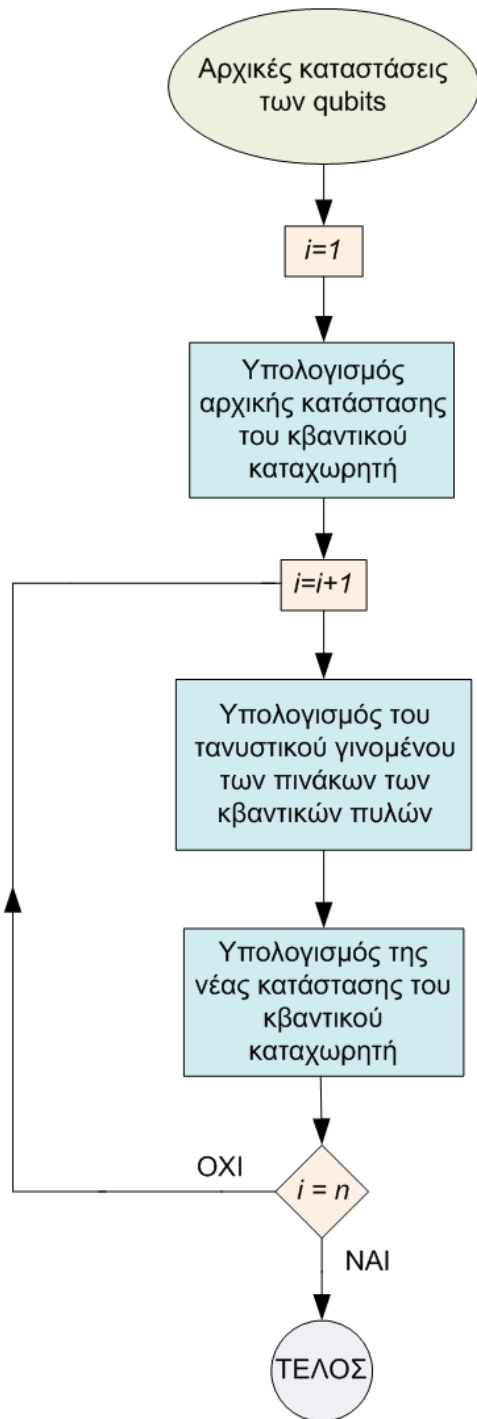 Αρχικές καταστάσεις
των qubits
i=1
Υπολογισμός
αρχικής κατάστασης
του κβαντικού
καταχωρητή
i=i+1
Υπολογισμός του
τανυστικού γινομένου
των πινάκων των
κβαντικών πυλών
Υπολογισμός της
νέας κατάστασης του
κβαντικού
καταχωρητή
ΟΧΙ
i = n
ΝΑΙ
ΤΕΛΟΣ